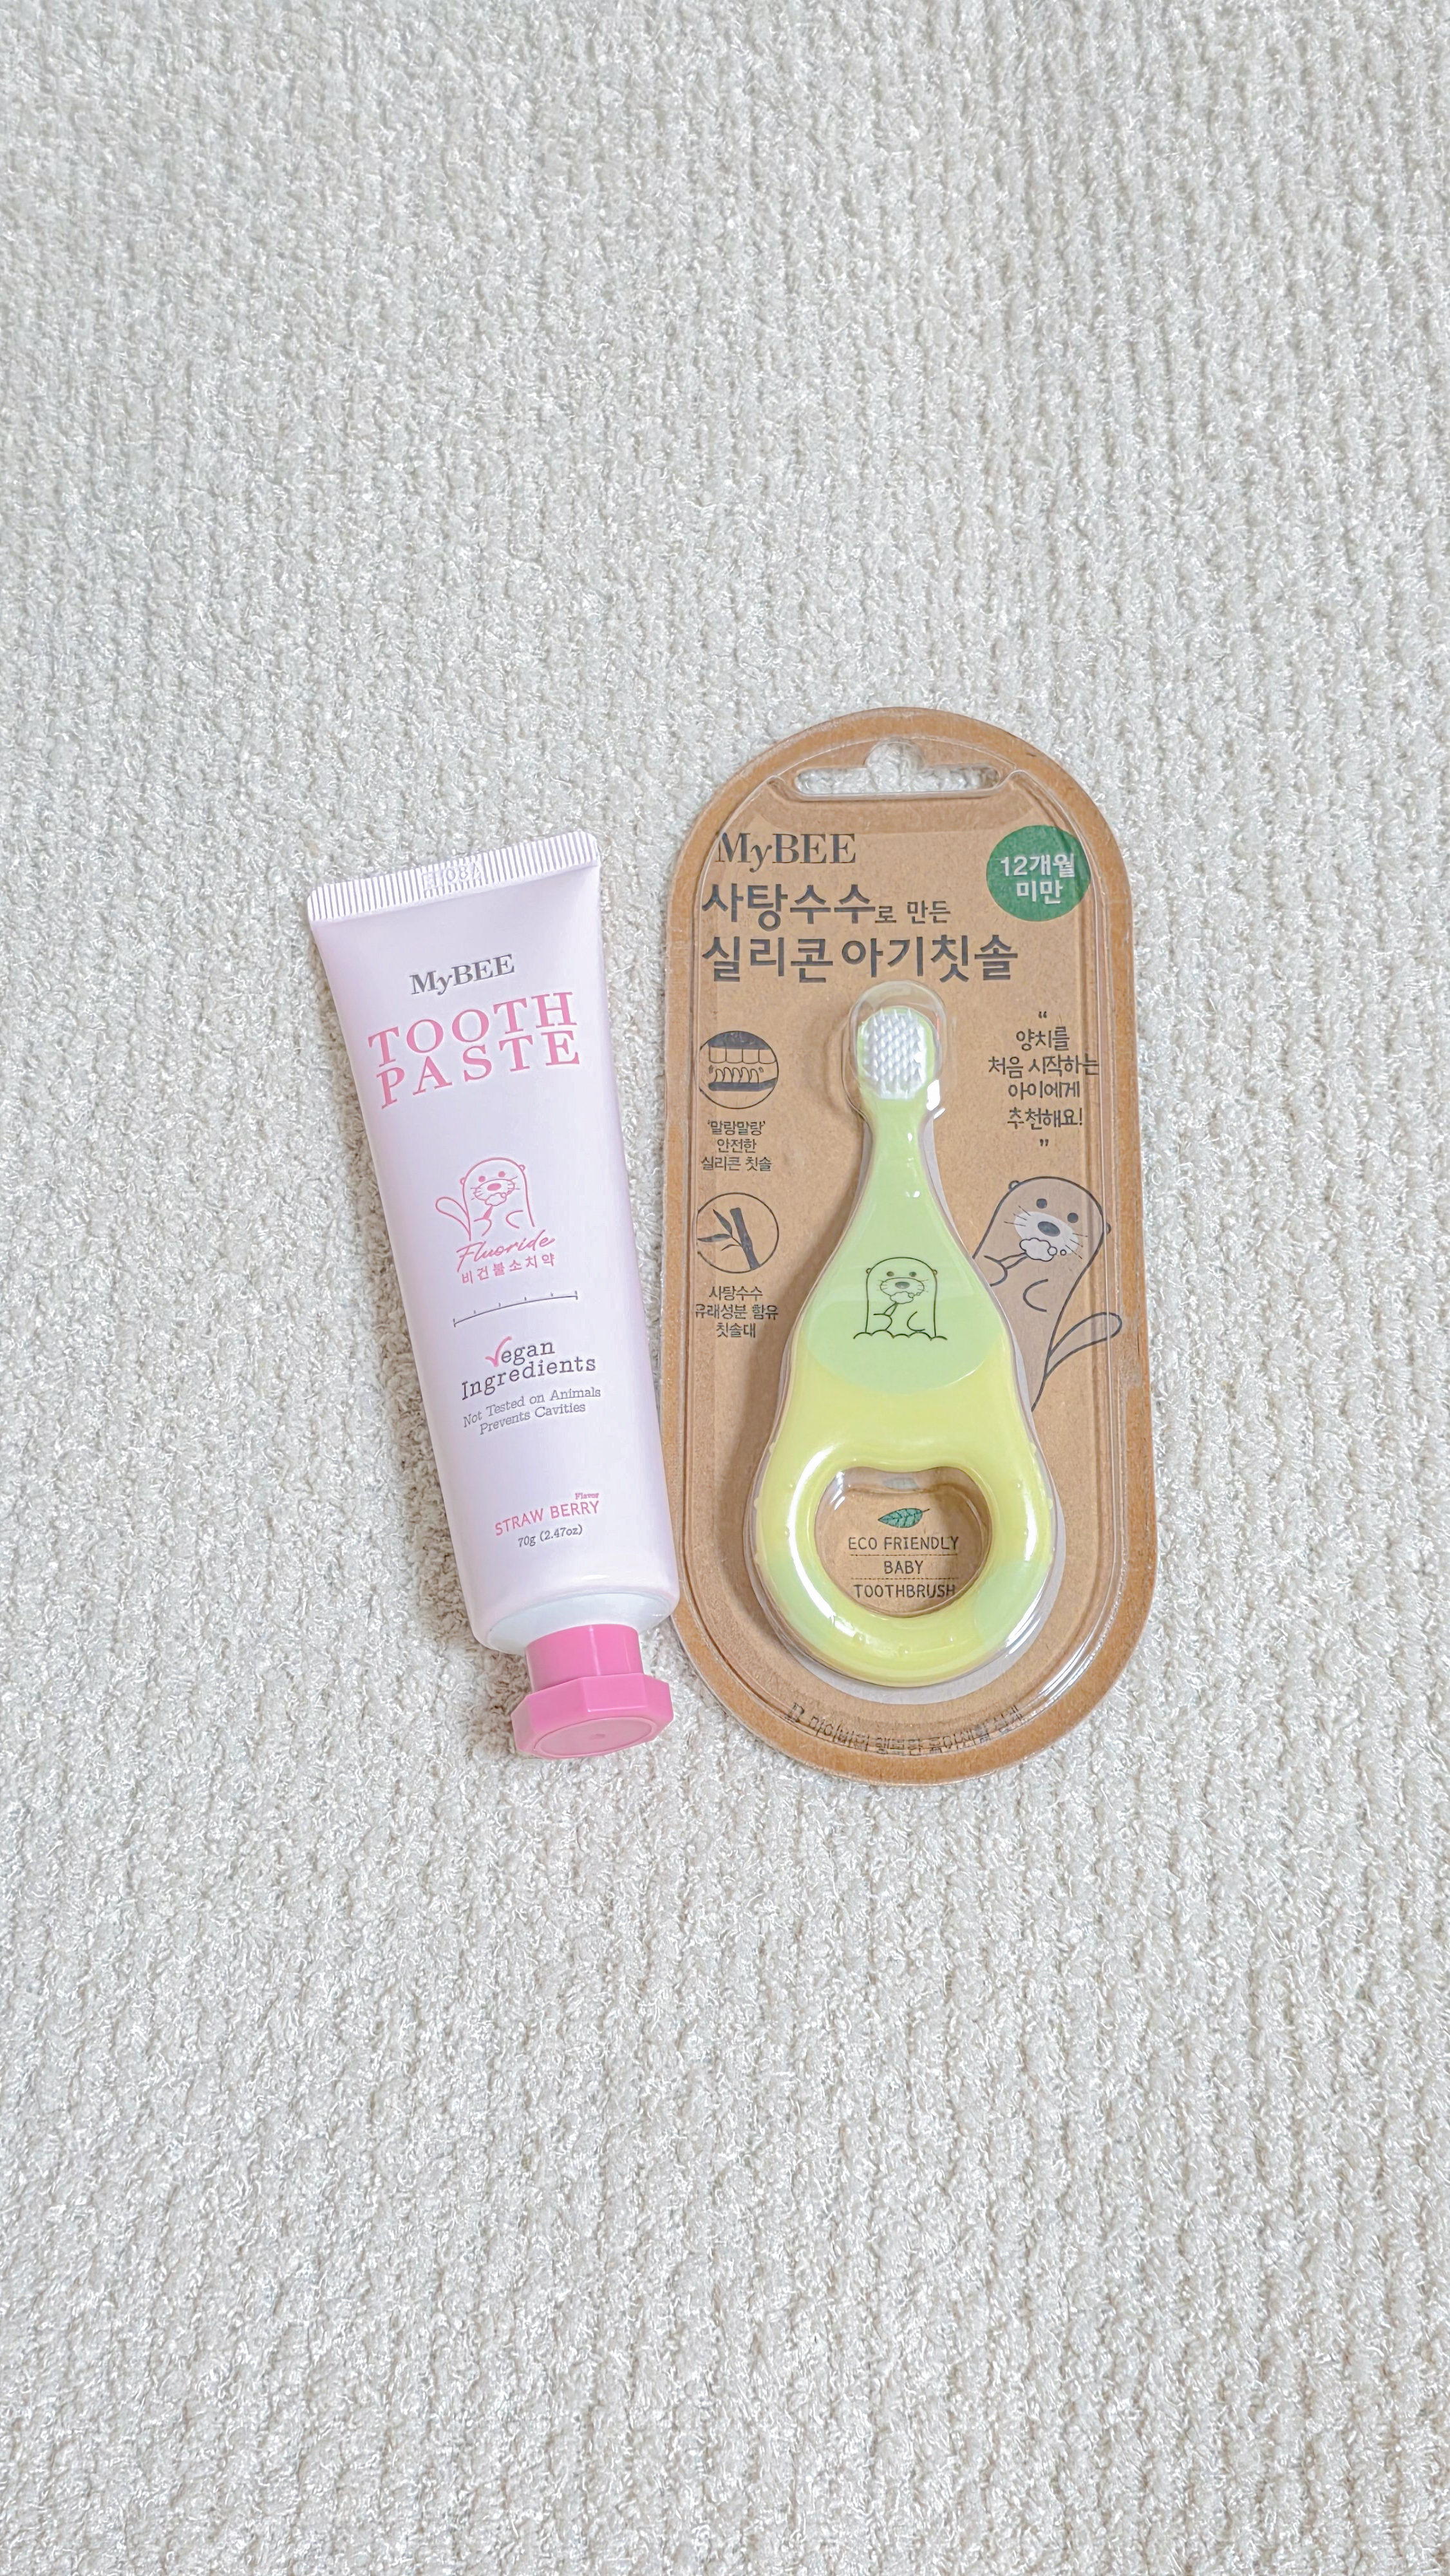 MyBEE
TOOTH
PASTE
Fluoride
비건불소치약
Vegan
Ingredients
Not Tested on Animals
Prevents Cavities
Flavor
STRAW BERRY
70g (2.47oz)
MyBEE
사탕수수로 만든
실리콘 아기칫솔
12개월
미만
“
양치를
처음 시작하는
아이에게
추천해요!
”
'말랑말랑'
안전한
실리콘 칫솔
사탕수수
유래성분 함유
칫솔대
ECO FRIENDLY
BABY
TOOTHBRUSH